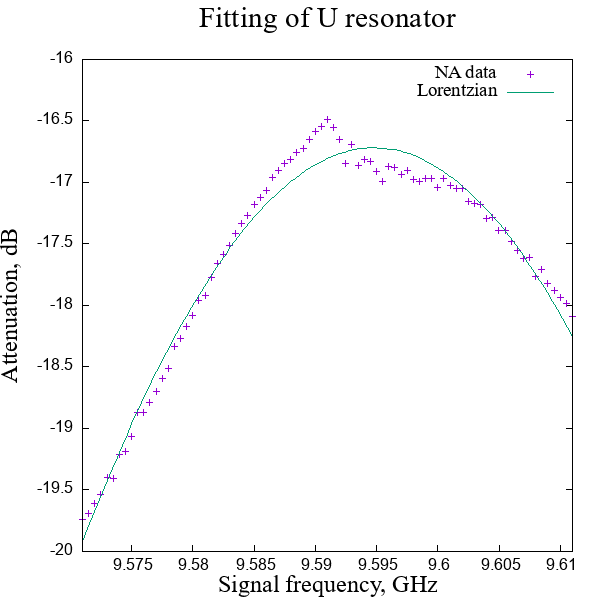 Fitting of U resonator
NA data
Lorentzian
Attenuation, dB
-16
-16.5
-17
-17.5
-18
-18.5
-19
-19.5
-20
9.575 9.58 9.585 9.59 9.595 9.6 9.605 9.61
Signal frequency, GHz